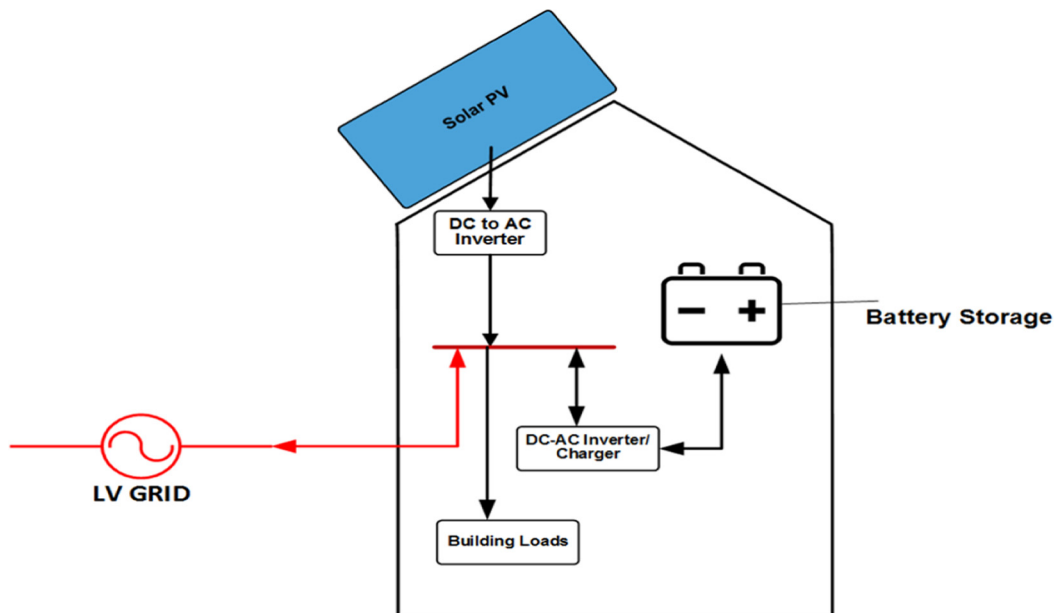 Solar PV
DC to AC
Inverter
Battery Storage
DC-AC Inverter/
Charger
LV GRID
Building Loads